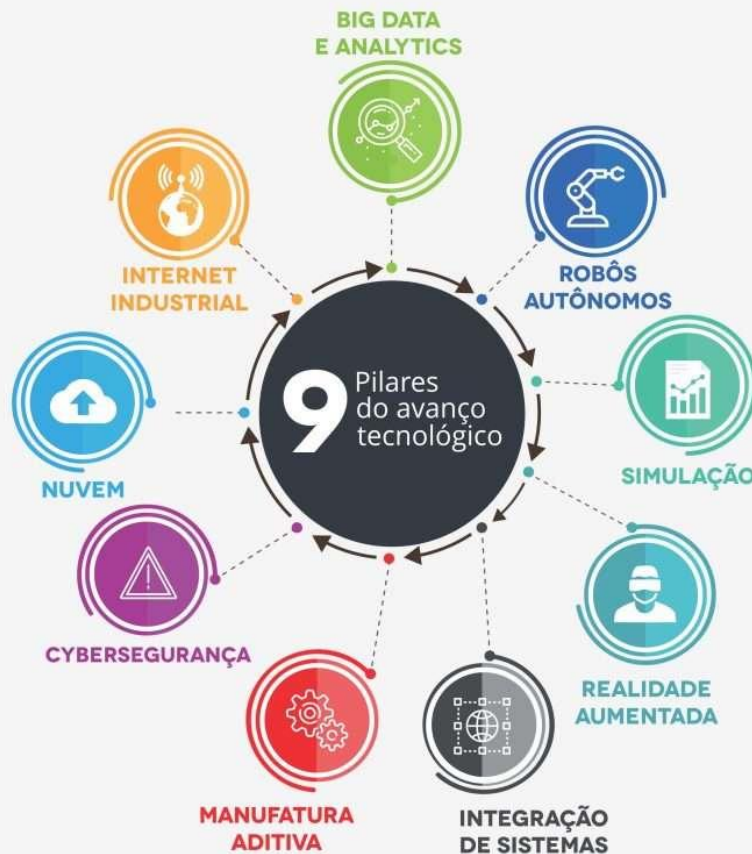 BIG DATA
E ANALYTICS
ROBÔS
AUTÔNOMOS
SIMULAÇÃO
REALIDADE
AUMENTADA
INTEGRAÇÃO
DE SISTEMAS
MANUFATURA
ADITIVA
CYBERSEGURANÇA
NUVEM
INTERNET
INDUSTRIAL
9 Pilares
do avanço
tecnológico